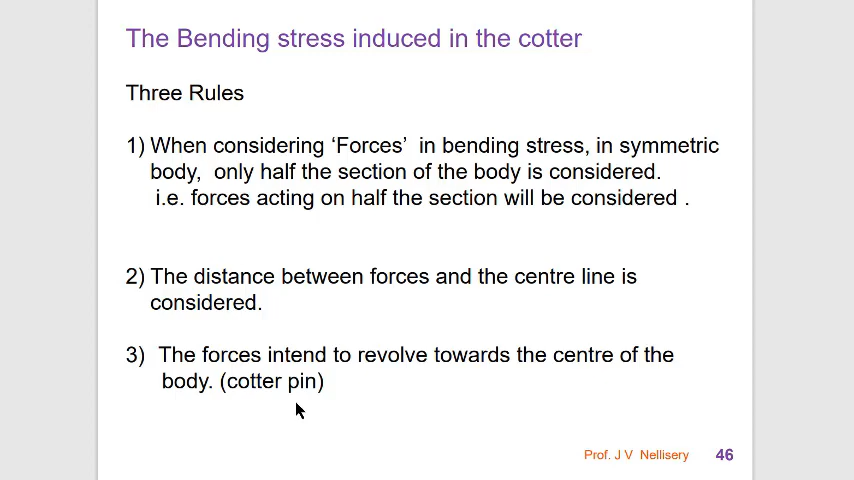 The Bending stress induced in the cotter
Three Rules
1) When considering ‘Forces’ in bending stress, in symmetric
body, only half the section of the body is considered.
i.e. forces acting on half the section will be considered .
2) The distance between forces and the centre line is
considered.
3) The forces intend to revolve towards the centre of the
body. (cotter pin)
Prof. J V Nellisery 46